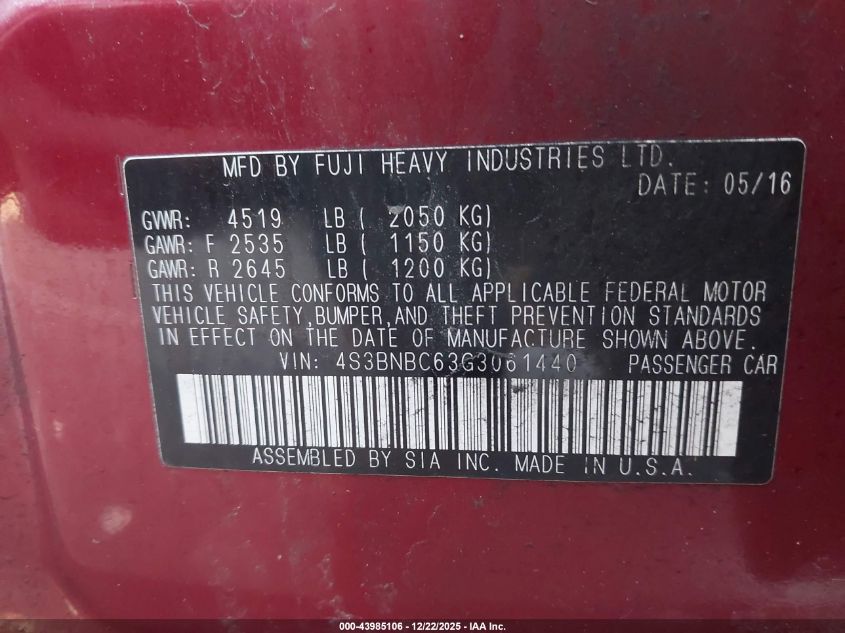 MFD BY FUJI HEAVY INDUSTRIES LTD.
DATE: 05/16
GVWR: 4519 LB ( 2050 KG)
GAWR: F 2535 LB ( 1150 KG)
GAWR: R 2645 LB ( 1200 KG)
THIS VEHICLE CONFORMS TO ALL APPLICABLE FEDERAL MOTOR
VEHICLE SAFETY,BUMPER,AND THEFT PREVENTION STANDARDS
IN EFFECT ON THE DATE OF MANUFACTURE SHOWN ABOVE.
VIN: 4S3BNBC63G3061440 PASSENGER CAR
ASSEMBLED BY SIA INC. MADE IN U.S.A.
000-43985106 • 12/22/2025 • IAA Inc.